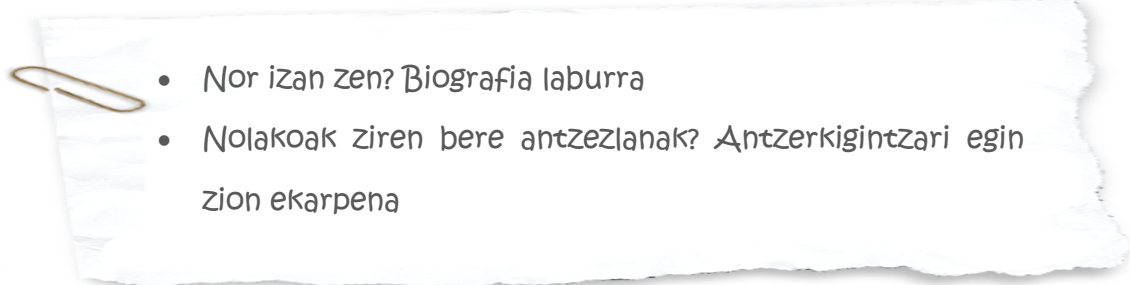 • Nor izan zen? Biografia laburra
• Nolakoak ziren bere antzezlanak? Antzerkigintzari egin
zion ekarpena